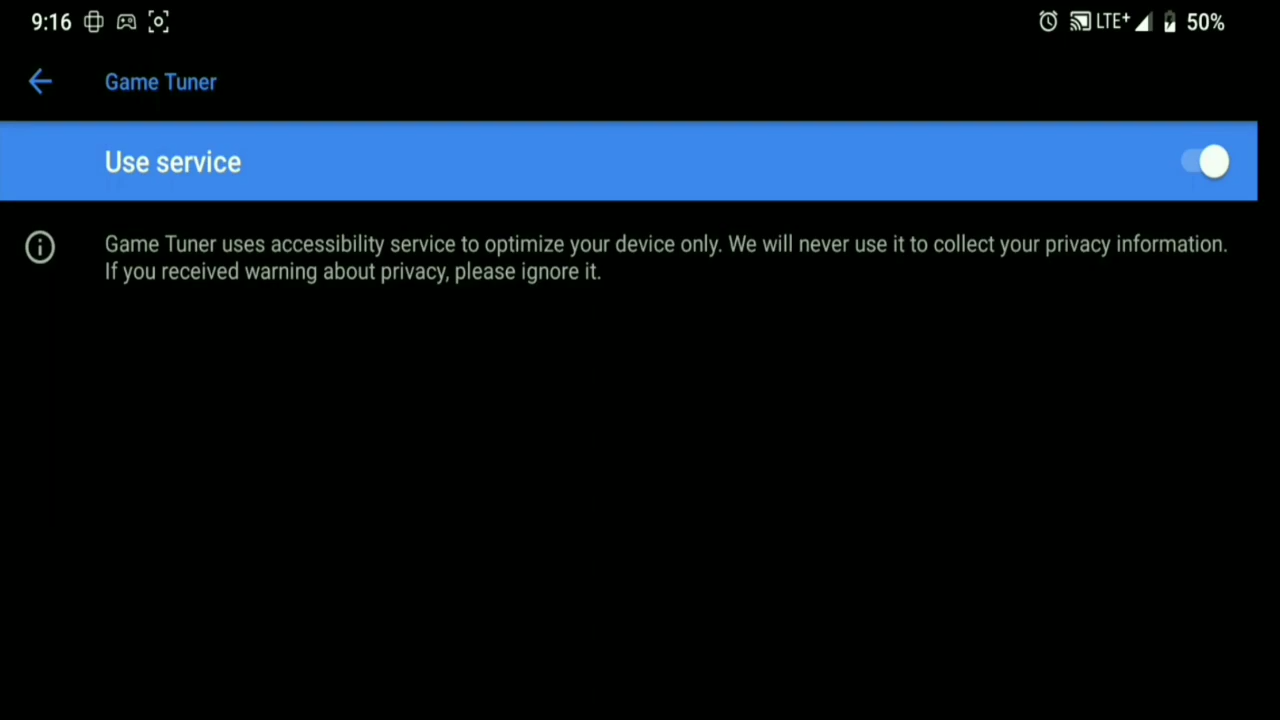 9:16 LTE+ 50%
Game Tuner
Use service
Game Tuner uses accessibility service to optimize your device only. We will never use it to collect your privacy information.
If you received warning about privacy, please ignore it.